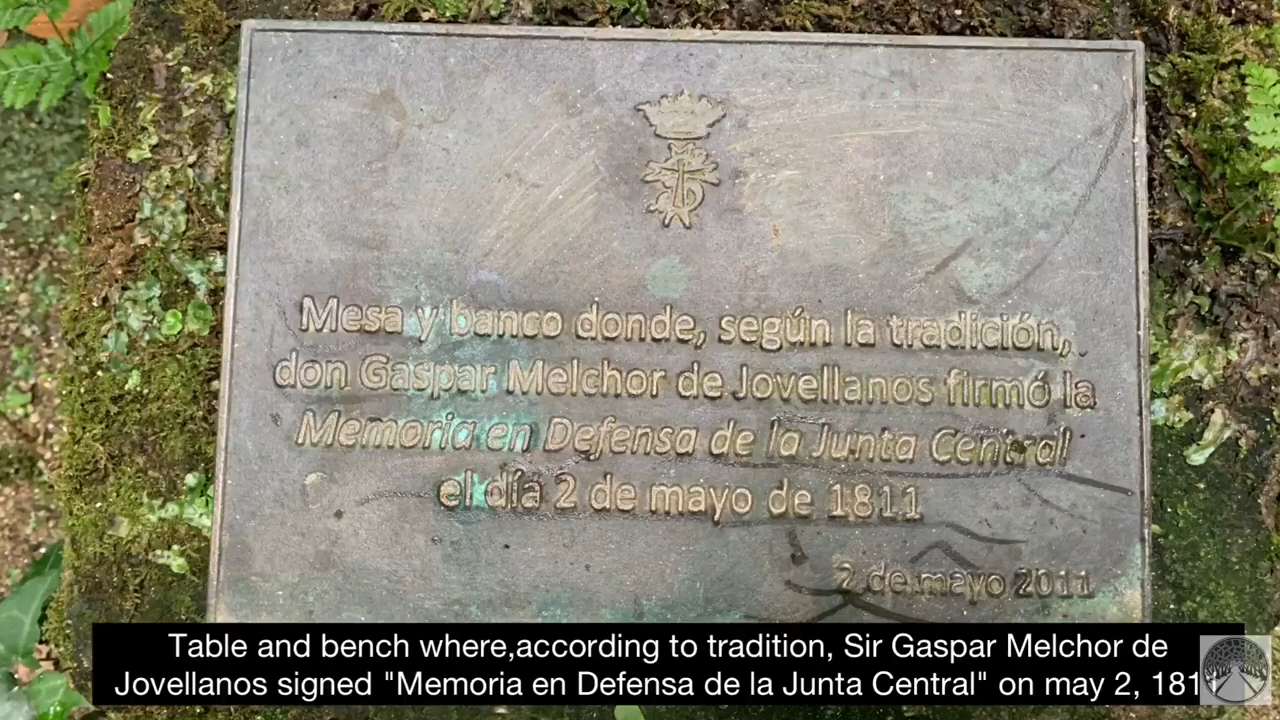 Mesa y banco donde, según la tradición,
don Gaspar Melchor de Jovellanos firmó la
Memoria en Defensa de la Junta Central
el día 2 de mayo de 1811
2 de mayo 2011
Table and bench where,according to tradition, Sir Gaspar Melchor de
Jovellanos signed "Memoria en Defensa de la Junta Central" on may 2, 181